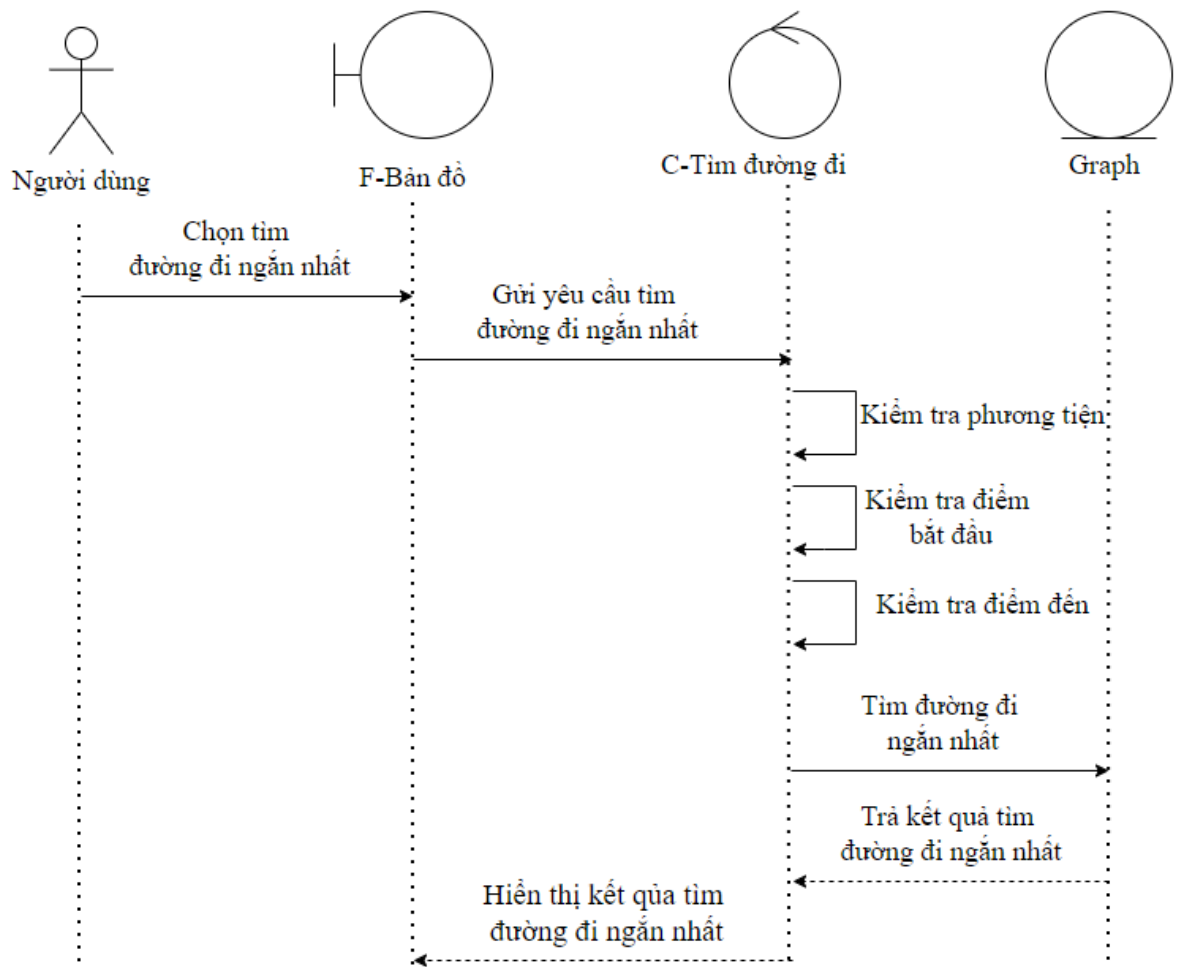 Người dùng
F-Bản đồ
C-Tìm đường đi
Graph
Chọn tìm
đường đi ngắn nhất
Gửi yêu cầu tìm
đường đi ngắn nhất
Kiểm tra phương tiện
Kiểm tra điểm
bắt đầu
Kiểm tra điểm đến
Tìm đường đi
ngắn nhất
Trả kết quả tìm
đường đi ngắn nhất
Hiển thị kết qủa tìm
đường đi ngắn nhất